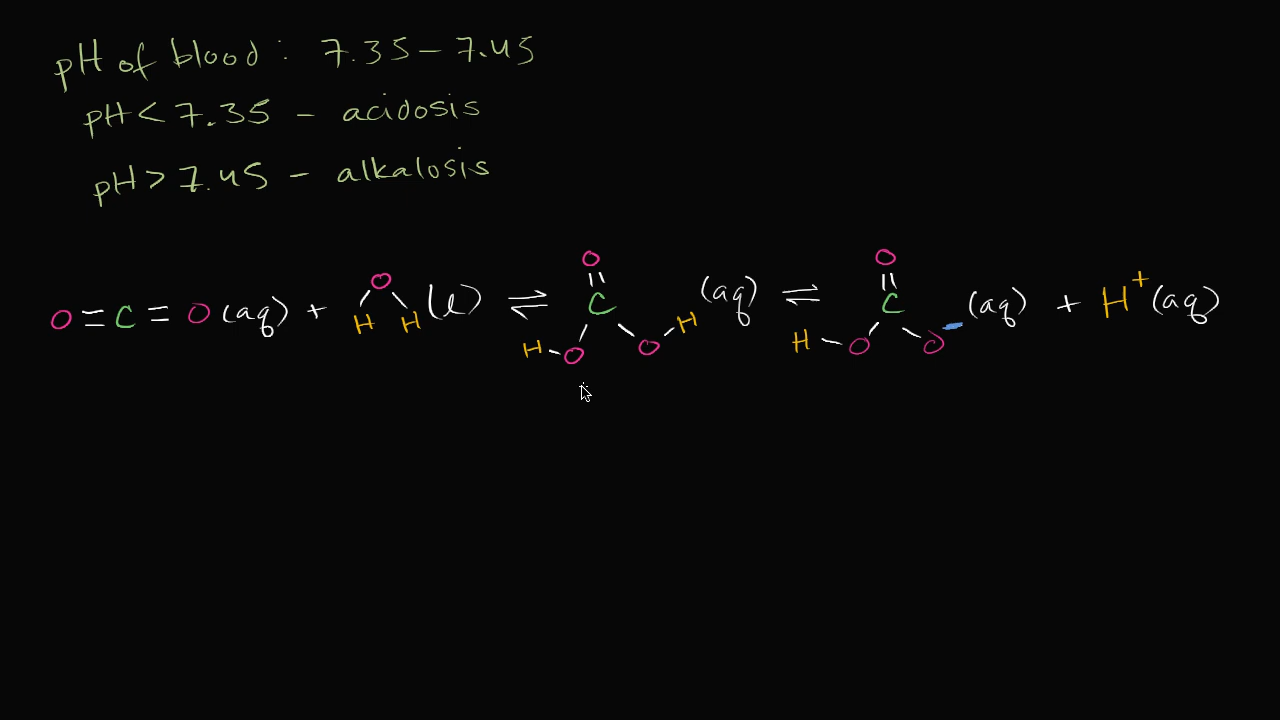 pH of blood: 7.35 – 7.45
pH < 7.35 – acidosis
pH > 7.45 – alkalosis
O = C = O (aq) + H O H (l) ⇌ H-O C=O O-H (aq) ⇌ H-O C=O O⁻ (aq) + H⁺ (aq)